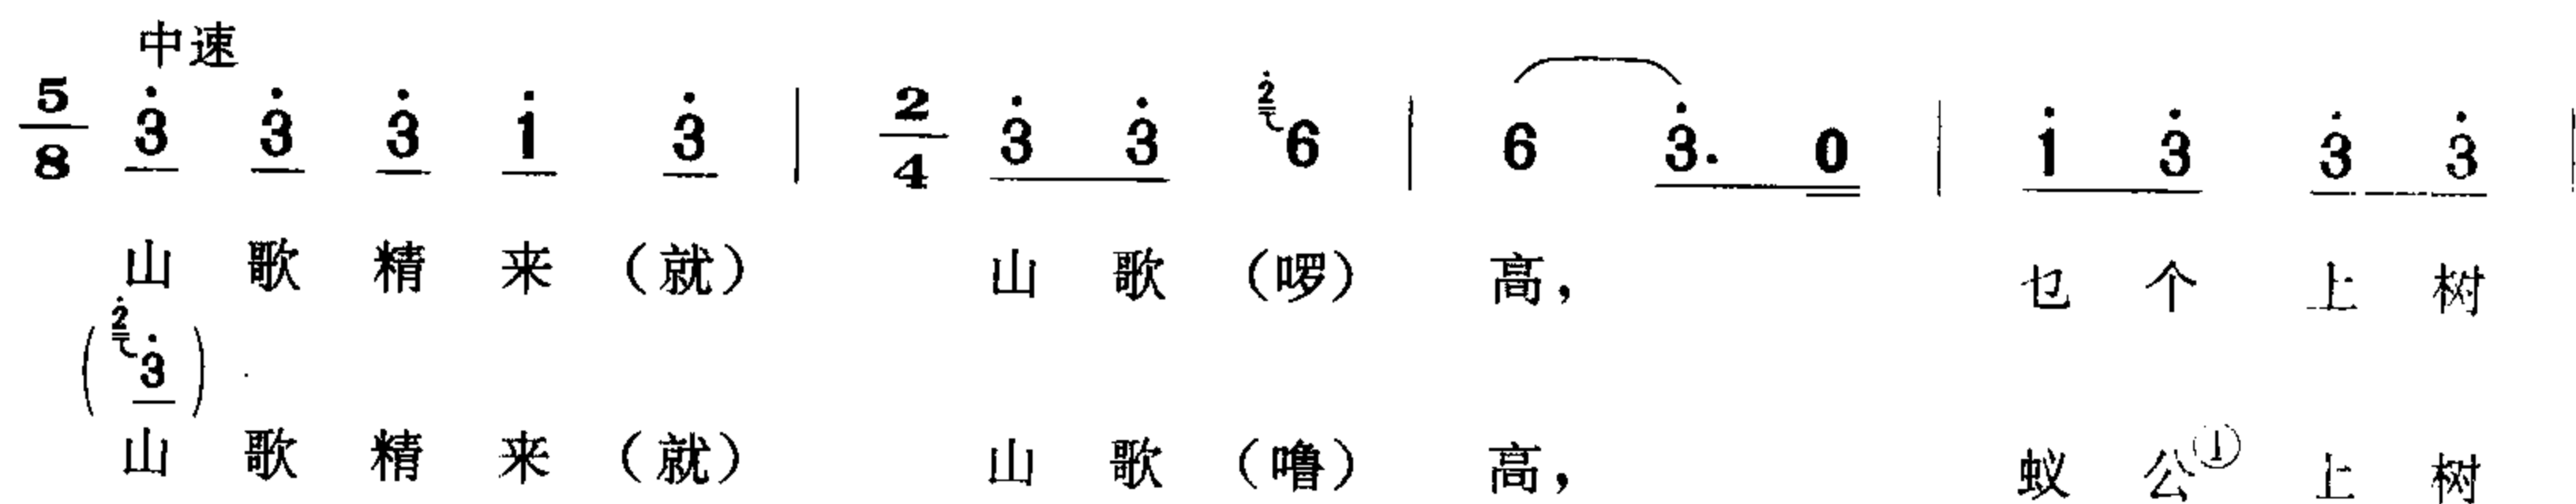 中速
5/8 3̇ 3̇ 3̇ 1̇ 3̇ | 2/4 3̇ 3̇ 2̇6 | 6 3̇. 0 | 1̇ 3̇ 3̇ 3̇ |
山 歌 精 来 （就） 山 歌 （啰） 高， 乜 个 上 树
(2̇3̇)
山 歌 精 来 （就） 山 歌 （噜） 高， 蚁 公① 上 树